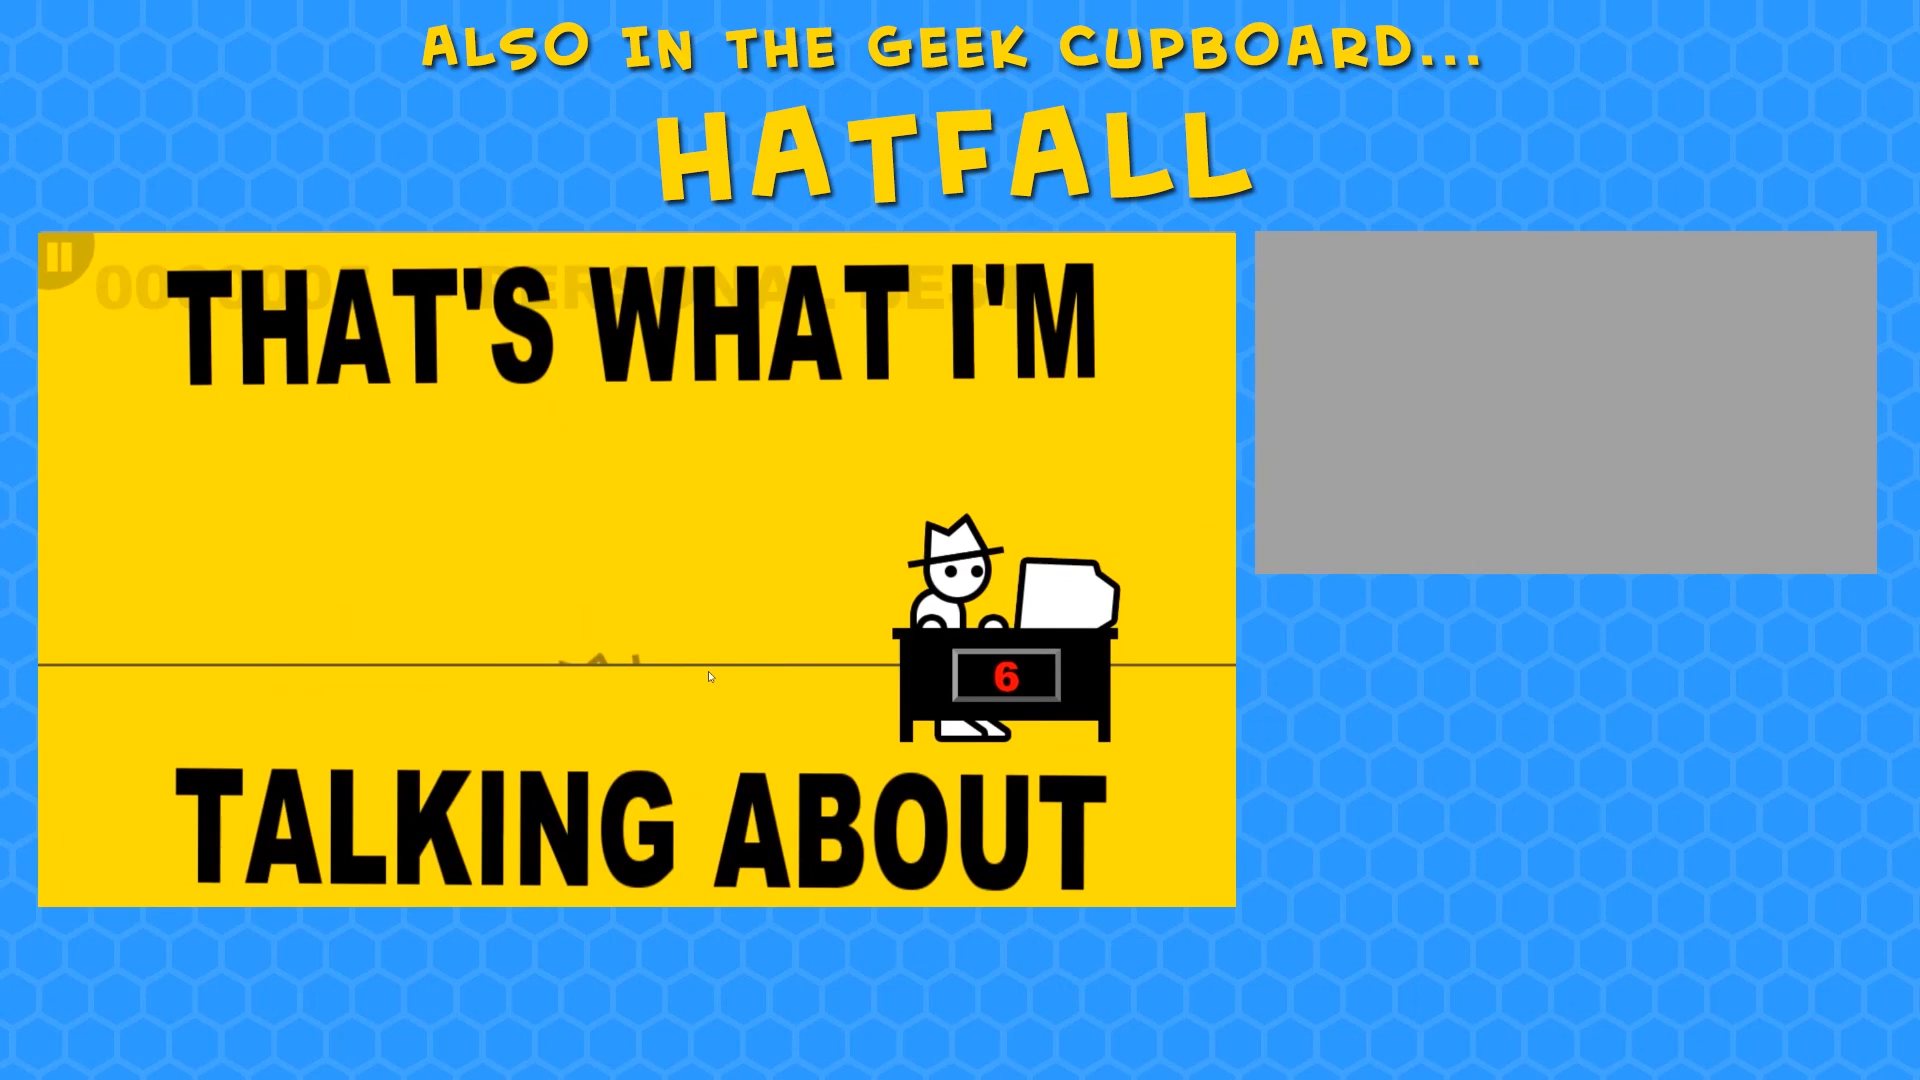 ALSO IN THE GEEK CUPBOARD...
HATFALL
THAT'S WHAT I'M
6
TALKING ABOUT